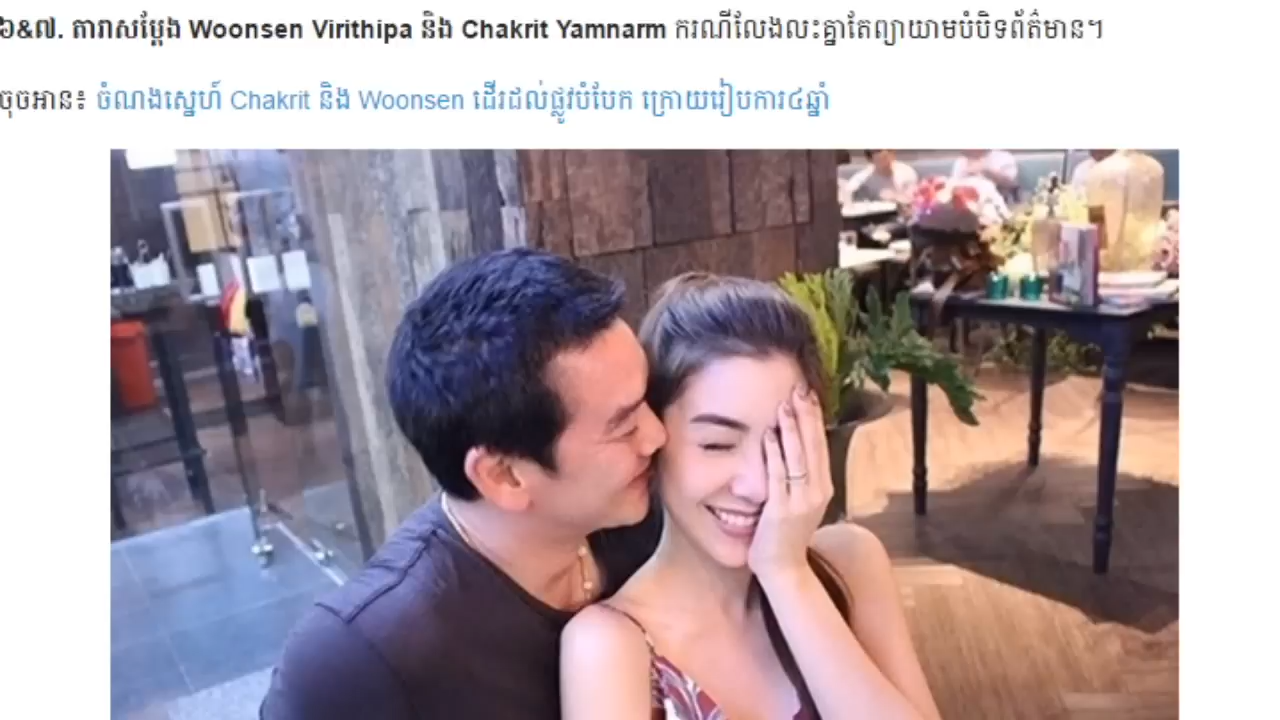 ៦&៧. តារាសម្ដែង Woonsen Virithipa និង Chakrit Yamnarm ករណីលែងលះគ្នាតែព្យាយាមបំបិទព័ត៌មាន។
ចុចអាន៖ ចំណងស្នេហ៍ Chakrit និង Woonsen ដើរដល់ផ្លូវបំបែក ក្រោយរៀបការ៤ឆ្នាំ